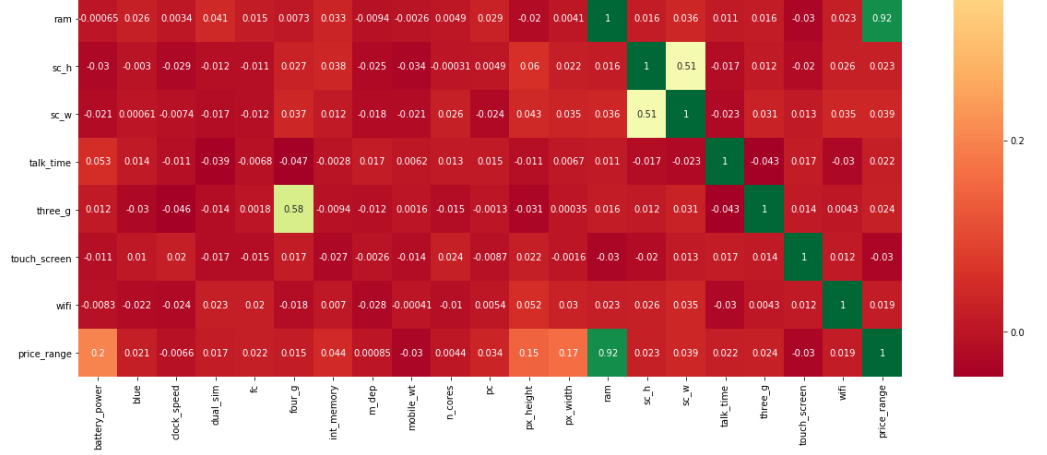 ram -0.00065 0.026 0.0034 0.041 0.015 0.0073 0.033 -0.0094 -0.0026 0.0049 0.029 -0.02 0.0041 1 0.016 0.036 0.011 0.016 -0.03 0.023 0.92
sc_h -0.03 -0.003 -0.029 -0.012 -0.011 0.027 0.038 -0.025 -0.034 -0.00031 0.0049 0.06 0.022 0.016 1 0.51 -0.017 0.012 -0.02 0.026 0.023
sc_w -0.021 0.00061 -0.0074 -0.017 -0.012 0.037 0.012 -0.018 -0.021 0.026 -0.024 0.043 0.035 0.036 0.51 1 -0.023 0.031 0.013 0.035 0.039
talk_time 0.053 0.014 -0.011 -0.039 -0.0068 -0.047 -0.0028 0.017 0.0062 0.013 0.015 -0.011 0.0067 0.011 -0.017 -0.023 1 -0.043 0.017 -0.03 0.022
three_g 0.012 -0.03 -0.046 -0.014 0.0018 0.58 -0.0094 -0.012 0.0016 -0.015 -0.0013 -0.031 0.00035 0.016 0.012 0.031 -0.043 1 0.014 0.0043 0.024
touch_screen -0.011 0.01 0.02 -0.017 -0.015 0.017 -0.027 -0.0026 -0.014 0.024 -0.0087 0.022 -0.0016 -0.03 -0.02 0.013 0.017 0.014 1 0.012 -0.03
wifi -0.0083 -0.022 -0.024 0.023 0.02 -0.018 0.007 -0.028 -0.00041 -0.01 0.0054 0.052 0.03 0.023 0.026 0.035 -0.03 0.0043 0.012 1 0.019
price_range 0.2 0.021 -0.0066 0.017 0.022 0.015 0.044 0.00085 -0.03 0.0044 0.034 0.15 0.17 0.92 0.023 0.039 0.022 0.024 -0.03 0.019 1
battery_power blue clock_speed dual_sim fc four_g int_memory m_dep mobile_wt n_cores pc px_height px_width ram sc_h sc_w talk_time three_g touch_screen wifi price_range
0.2
0.0